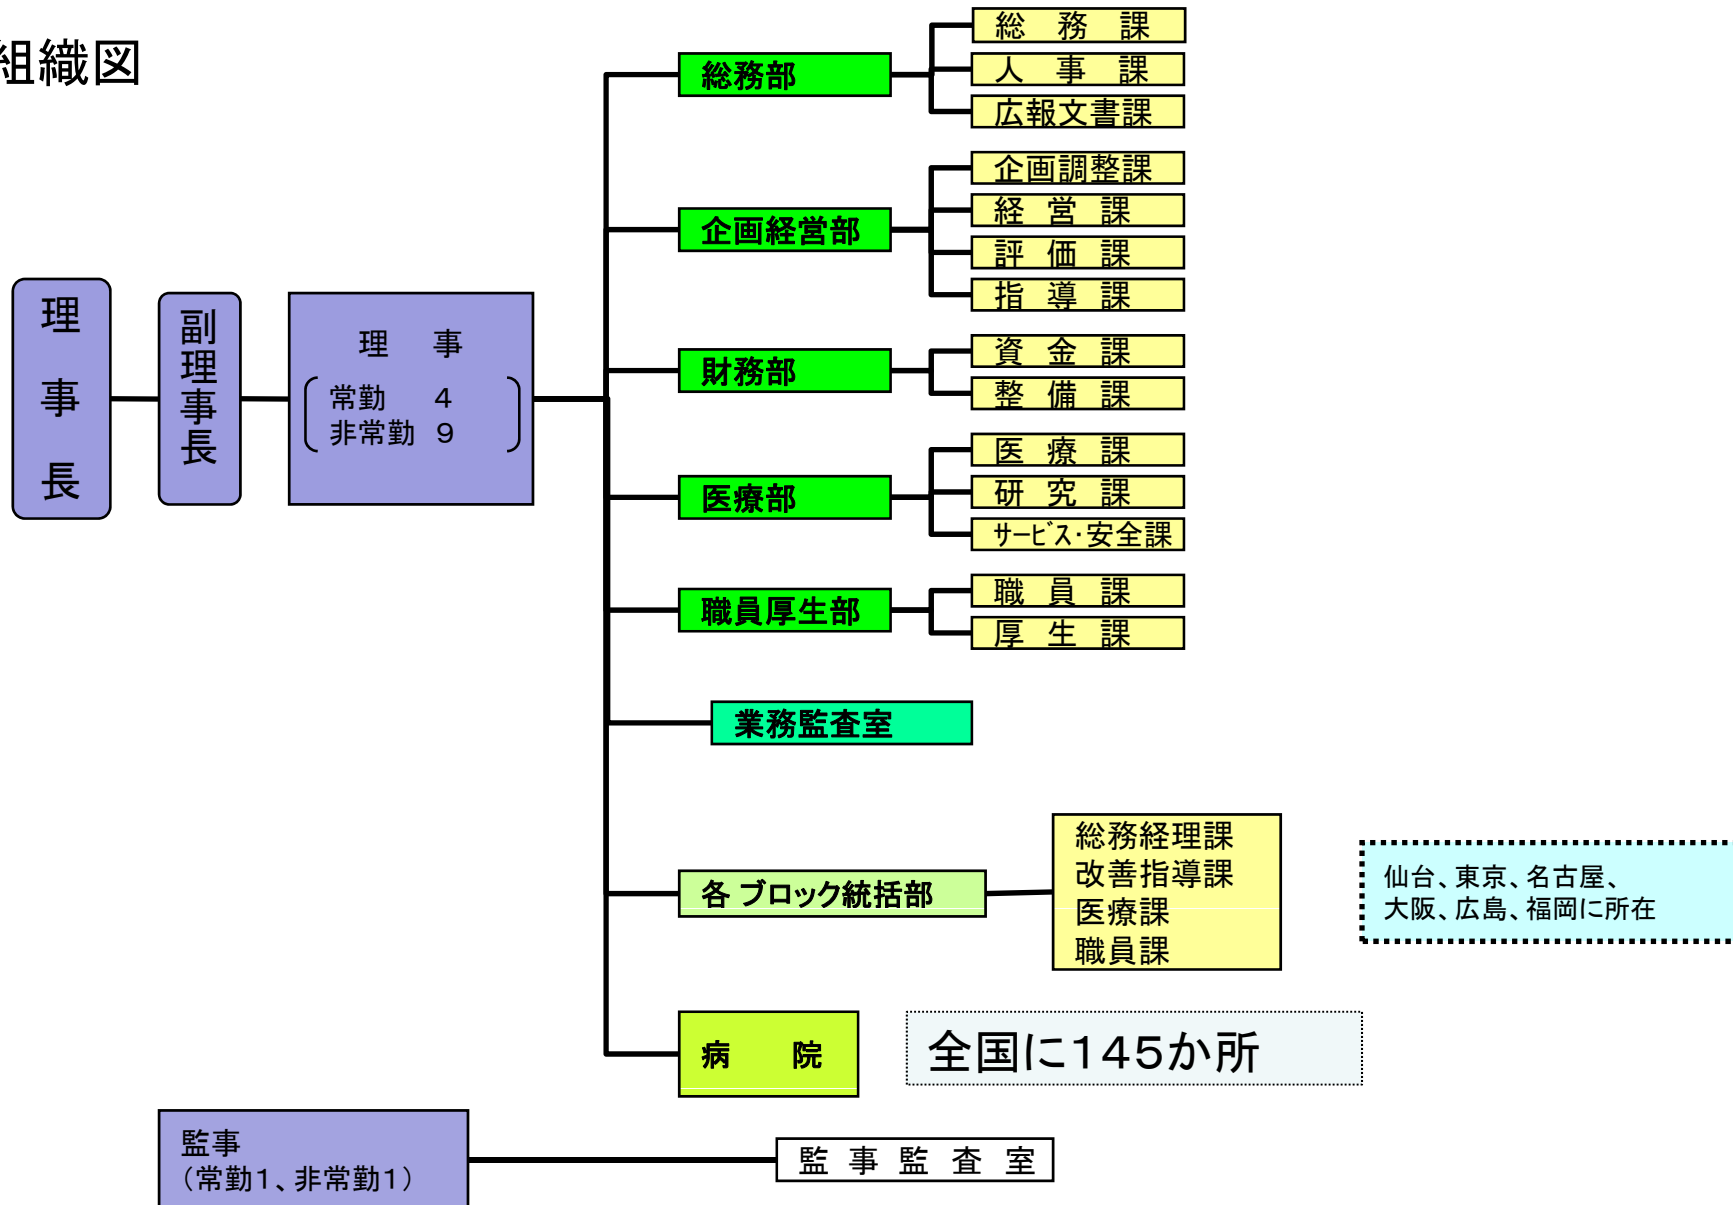 組織図
総　務　課
総務部
人　事　課
広報文書課
企画調整課
企画経営部
経　営　課
評　価　課
指　導　課
財務部
資　金　課
整　備　課
医療部
医　療　課
研　究　課
ｻｰﾋﾞｽ･安全課
職員厚生部
職　員　課
厚　生　課
業務監査室
理事長
副理事長
理　事
常勤　４
非常勤　９
各 ブロック統括部
総務経理課
改善指導課
医療課
職員課
仙台、東京、名古屋、
大阪、広島、福岡に所在
病　　院
全国に１４５か所
監事
（常勤１、非常勤１）
監　事　監　査　室